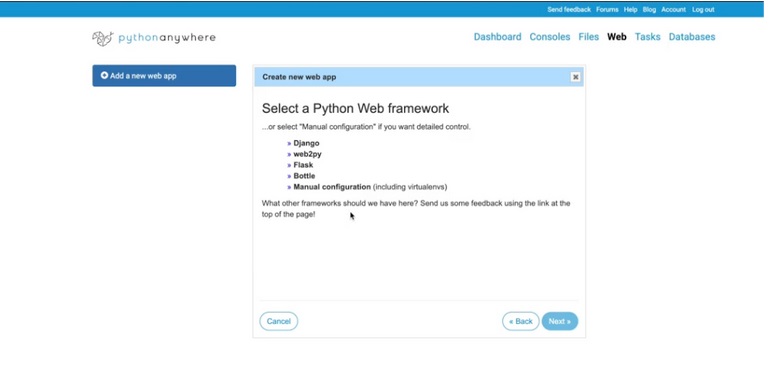 Send feedback Forums Help Blog Account Log out
pythonanywhere
Dashboard Consoles Files Web Tasks Databases
Add a new web app
Create new web app
Select a Python Web framework
...or select "Manual configuration" if you want detailed control.
» Django
» web2py
» Flask
» Bottle
» Manual configuration (including virtualenvs)
What other frameworks should we have here? Send us some feedback using the link at the
top of the page!
Cancel
« Back
Next »